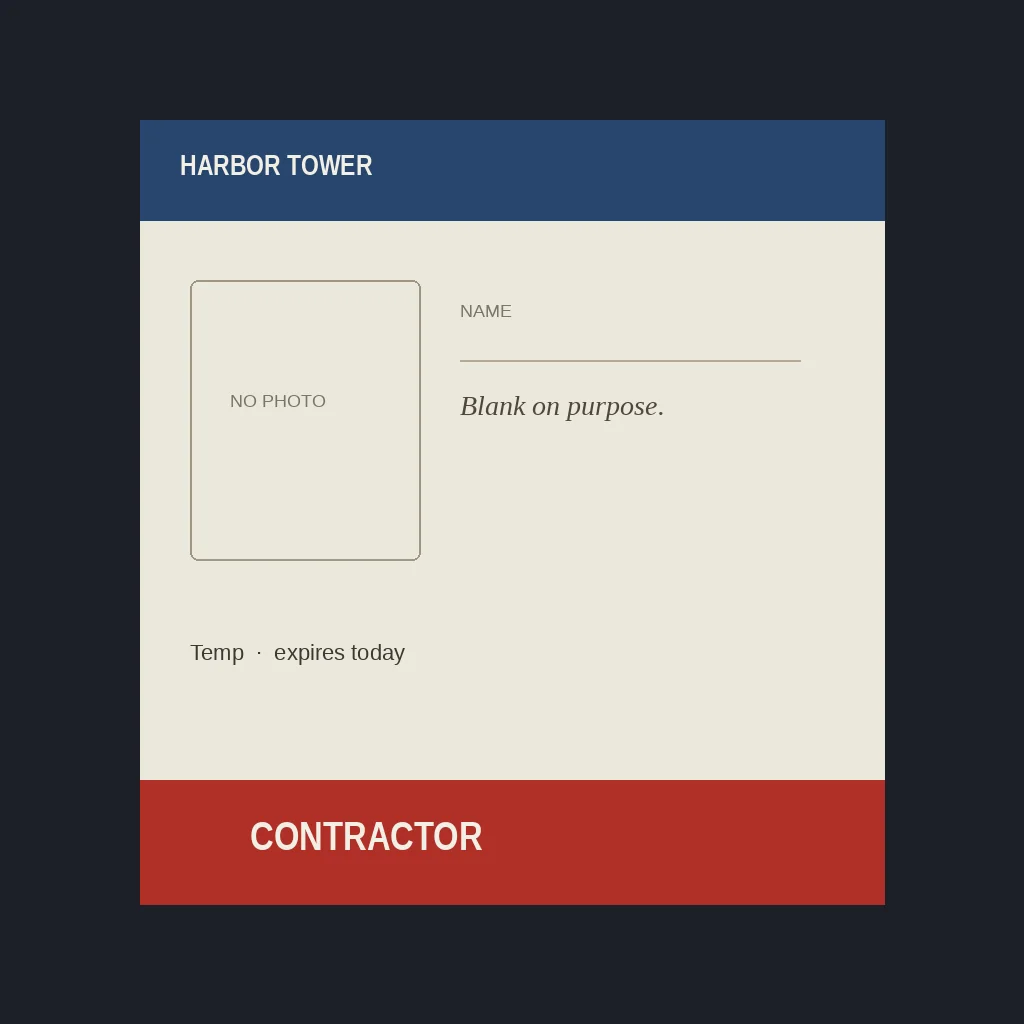 HARBOR TOWER
NAME
NO PHOTO
Blank on purpose.
Temp · expires today
CONTRACTOR